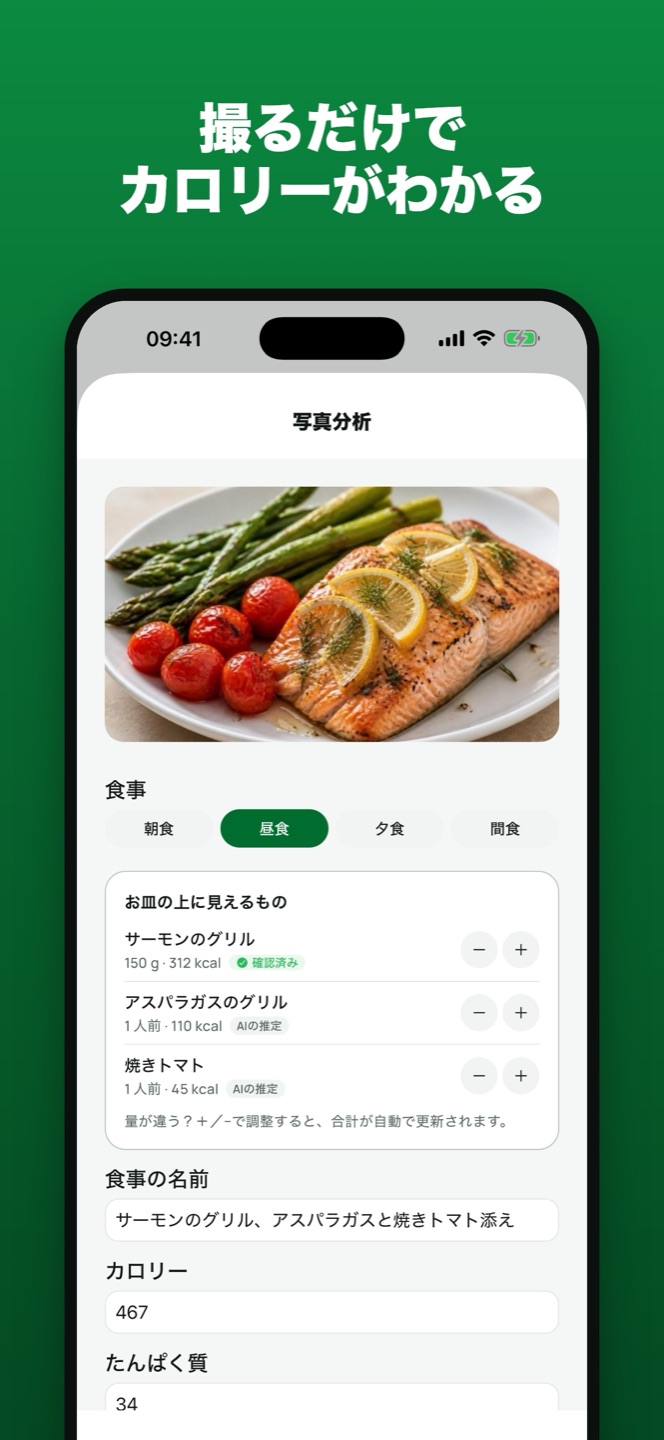 撮るだけで
カロリーがわかる
09:41
写真分析
食事
朝食 昼食 夕食 間食
お皿の上に見えるもの
サーモンのグリル
150 g · 312 kcal 確認済み
− +
アスパラガスのグリル
1 人前 · 110 kcal AIの推定
− +
焼きトマト
1 人前 · 45 kcal AIの推定
− +
量が違う？＋／−で調整すると、合計が自動で更新されます。
食事の名前
サーモンのグリル、アスパラガスと焼きトマト添え
カロリー
467
たんぱく質
34